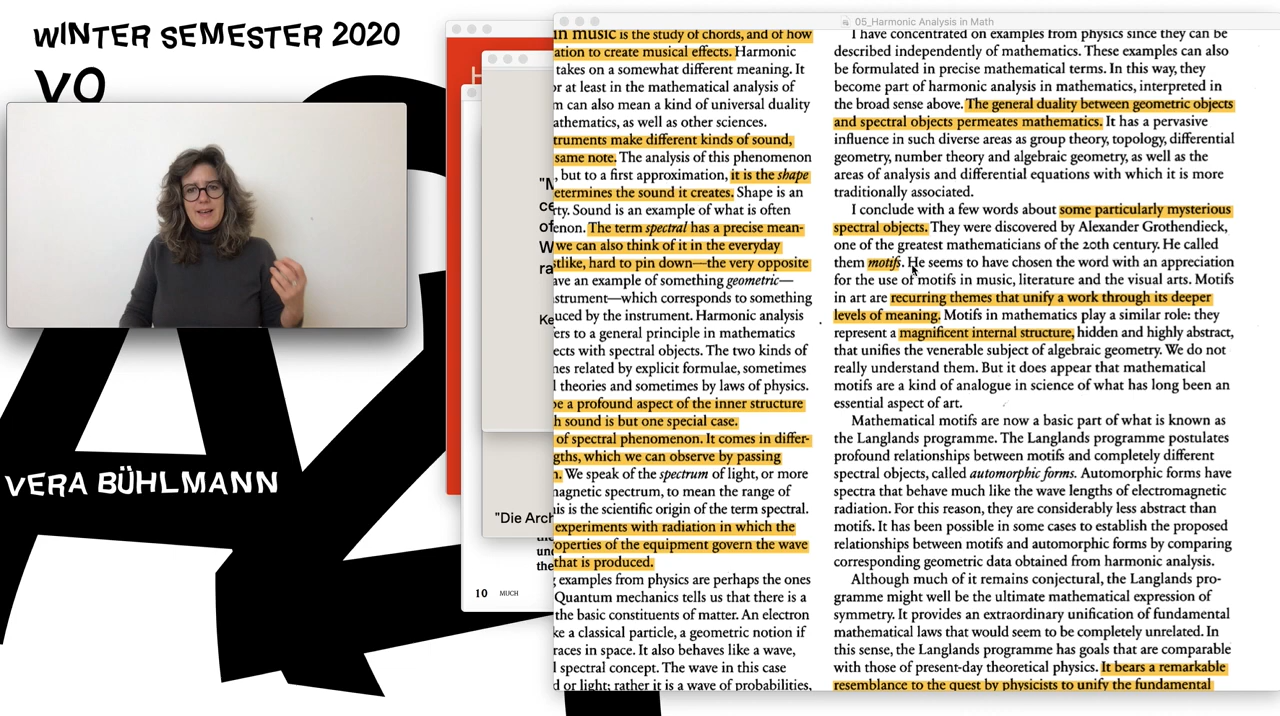 WINTER SEMESTER 2020
VO
VERA BÜHLMANN
"M
ce
of
W
ra
Ke
"Die Arch
the
und
the
10 MUCH
05_Harmonic Analysis in Math
in music is the study of chords, and of how
ation to create musical effects. Harmonic
takes on a somewhat different meaning. It
or at least in the mathematical analysis of
m can also mean a kind of universal duality
athematics, as well as other sciences.
truments make different kinds of sound,
same note. The analysis of this phenomenon
, but to a first approximation, it is the shape
etermines the sound it creates. Shape is an
rty. Sound is an example of what is often
enon. The term spectral has a precise mean-
we can also think of it in the everyday
stlike, hard to pin down—the very opposite
ave an example of something geometric—
strument—which corresponds to something
uced by the instrument. Harmonic analysis
ers to a general principle in mathematics
ects with spectral objects. The two kinds of
nes related by explicit formulae, sometimes
l theories and sometimes by laws of physics.
be a profound aspect of the inner structure
h sound is but one special case.
of spectral phenomenon. It comes in differ-
gths, which we can observe by passing
n. We speak of the spectrum of light, or more
nagnetic spectrum, to mean the range of
his is the scientific origin of the term spectral.
experiments with radiation in which the
operties of the equipment govern the wave
that is produced.
g examples from physics are perhaps the ones
Quantum mechanics tells us that there is a
the basic constituents of matter. An electron
ke a classical particle, a geometric notion if
races in space. It also behaves like a wave,
l spectral concept. The wave in this case
d or light; rather it is a wave of probabilities,
I have concentrated on examples from physics since they can be
described independently of mathematics. These examples can also
be formulated in precise mathematical terms. In this way, they
become part of harmonic analysis in mathematics, interpreted in
the broad sense above. The general duality between geometric objects
and spectral objects permeates mathematics. It has a pervasive
influence in such diverse areas as group theory, topology, differential
geometry, number theory and algebraic geometry, as well as the
areas of analysis and differential equations with which it is more
traditionally associated.
I conclude with a few words about some particularly mysterious
spectral objects. They were discovered by Alexander Grothendieck,
one of the greatest mathematicians of the 20th century. He called
them motifs. He seems to have chosen the word with an appreciation
for the use of motifs in music, literature and the visual arts. Motifs
in art are recurring themes that unify a work through its deeper
levels of meaning. Motifs in mathematics play a similar role: they
represent a magnificent internal structure, hidden and highly abstract,
that unifies the venerable subject of algebraic geometry. We do not
really understand them. But it does appear that mathematical
motifs are a kind of analogue in science of what has long been an
essential aspect of art.
Mathematical motifs are now a basic part of what is known as
the Langlands programme. The Langlands programme postulates
profound relationships between motifs and completely different
spectral objects, called automorphic forms. Automorphic forms have
spectra that behave much like the wave lengths of electromagnetic
radiation. For this reason, they are considerably less abstract than
motifs. It has been possible in some cases to establish the proposed
relationships between motifs and automorphic forms by comparing
corresponding geometric data obtained from harmonic analysis.
Although much of it remains conjectural, the Langlands pro-
gramme might well be the ultimate mathematical expression of
symmetry. It provides an extraordinary unification of fundamental
mathematical laws that would seem to be completely unrelated. In
this sense, the Langlands programme has goals that are comparable
with those of present-day theoretical physics. It bears a remarkable
resemblance to the quest by physicists to unify the fundamental